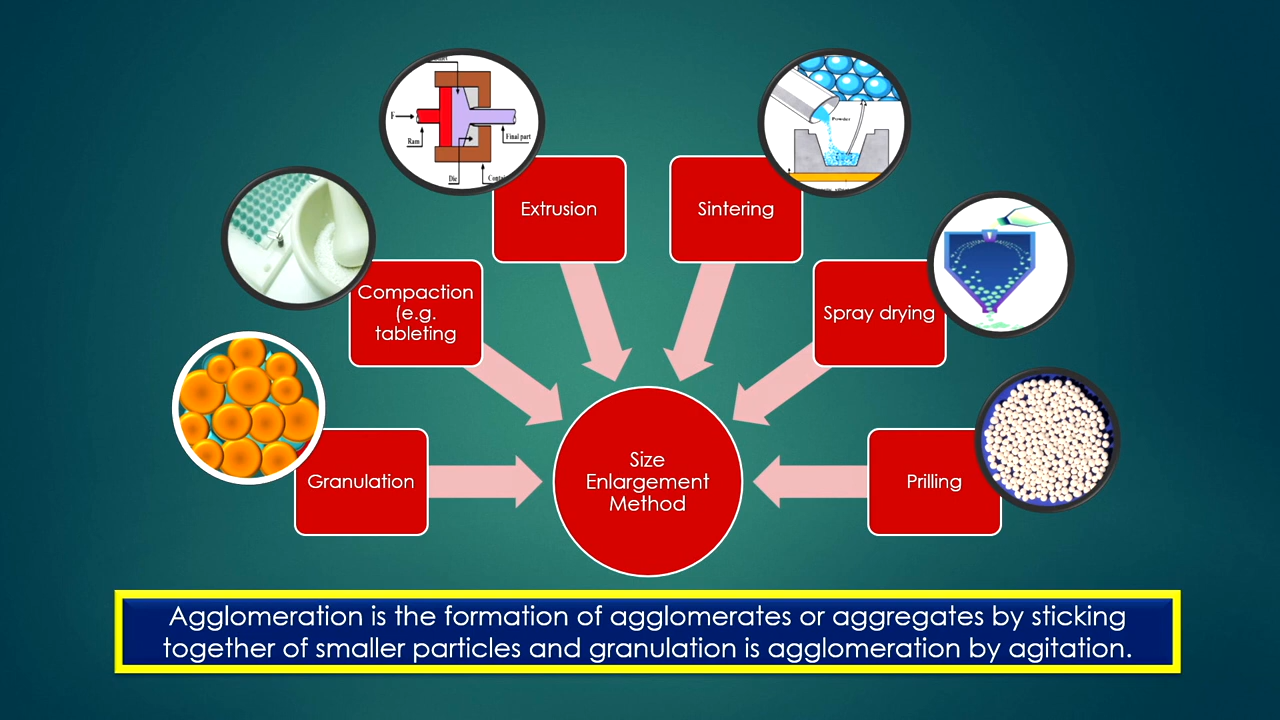 F
Ram
Die
Final part
Powder
Extrusion
Sintering
Compaction
(e.g.
tableting
Spray drying
Granulation
Size
Enlargement
Method
Prilling
Agglomeration is the formation of agglomerates or aggregates by sticking
together of smaller particles and granulation is agglomeration by agitation.